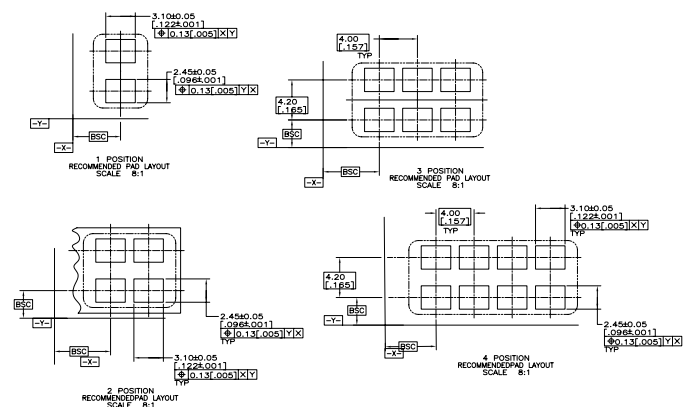 3.10±0.05
[.122±.001]
⌖ 0.13[.005] X Y
2.45±0.05
[.096±.001]
⌖ 0.13[.005] Y X
-Y-
BSC
-X-
1 POSITION
RECOMMENDED PAD LAYOUT
SCALE 8:1
4.00
[.157]
TYP
4.20
[.165]
BSC
-Y-
BSC
-X-
3 POSITION
RECOMMENDED PAD LAYOUT
SCALE 8:1
BSC
-Y-
BSC
-X-
2.45±0.05
[.096±.001]
⌖ 0.13[.005] Y X
TYP
3.10±0.05
[.122±.001]
⌖ 0.13[.005] X Y
TYP
2 POSITION
RECOMMENDEDPAD LAYOUT
SCALE 8:1
4.00
[.157]
TYP
3.10±0.05
[.122±.001]
⌖ 0.13[.005] X Y
TYP
4.20
[.165]
BSC
-Y-
BSC
-X-
2.45±0.05
[.096±.001]
⌖ 0.13[.005] Y X
TYP
4 POSITION
RECOMMENDEDPAD LAYOUT
SCALE 8:1